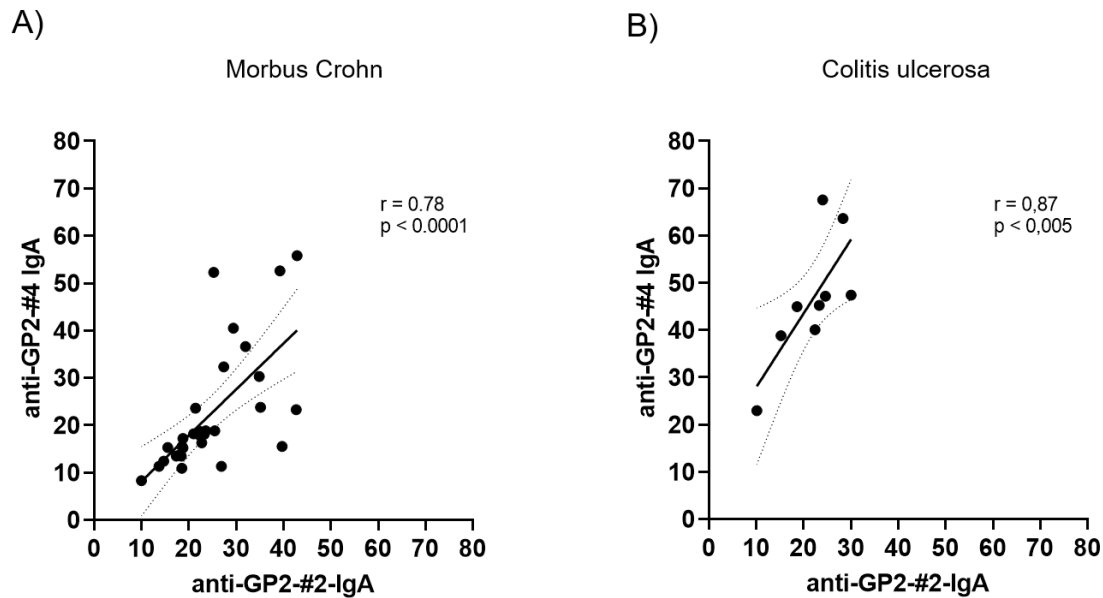 A)
Morbus Crohn
80
70
60
50
40
30
20
10
0
anti-GP2-#4 IgA
r = 0.78
p < 0.0001
0 10 20 30 40 50 60 70 80
anti-GP2-#2-IgA
B)
Colitis ulcerosa
80
70
60
50
40
30
20
10
0
anti-GP2-#4 IgA
r = 0,87
p < 0,005
0 10 20 30 40 50 60 70 80
anti-GP2-#2-IgA